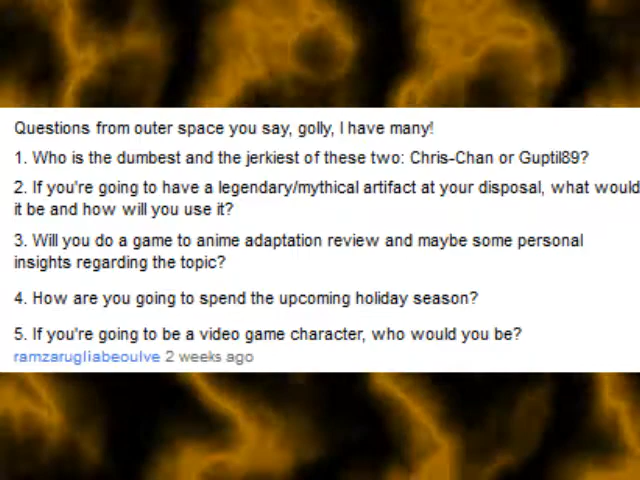 Questions from outer space you say, golly, I have many!
1. Who is the dumbest and the jerkiest of these two: Chris-Chan or Guptil89?
2. If you're going to have a legendary/mythical artifact at your disposal, what would
it be and how will you use it?
3. Will you do a game to anime adaptation review and maybe some personal
insights regarding the topic?
4. How are you going to spend the upcoming holiday season?
5. If you're going to be a video game character, who would you be?
ramzarugliabeoulve 2 weeks ago